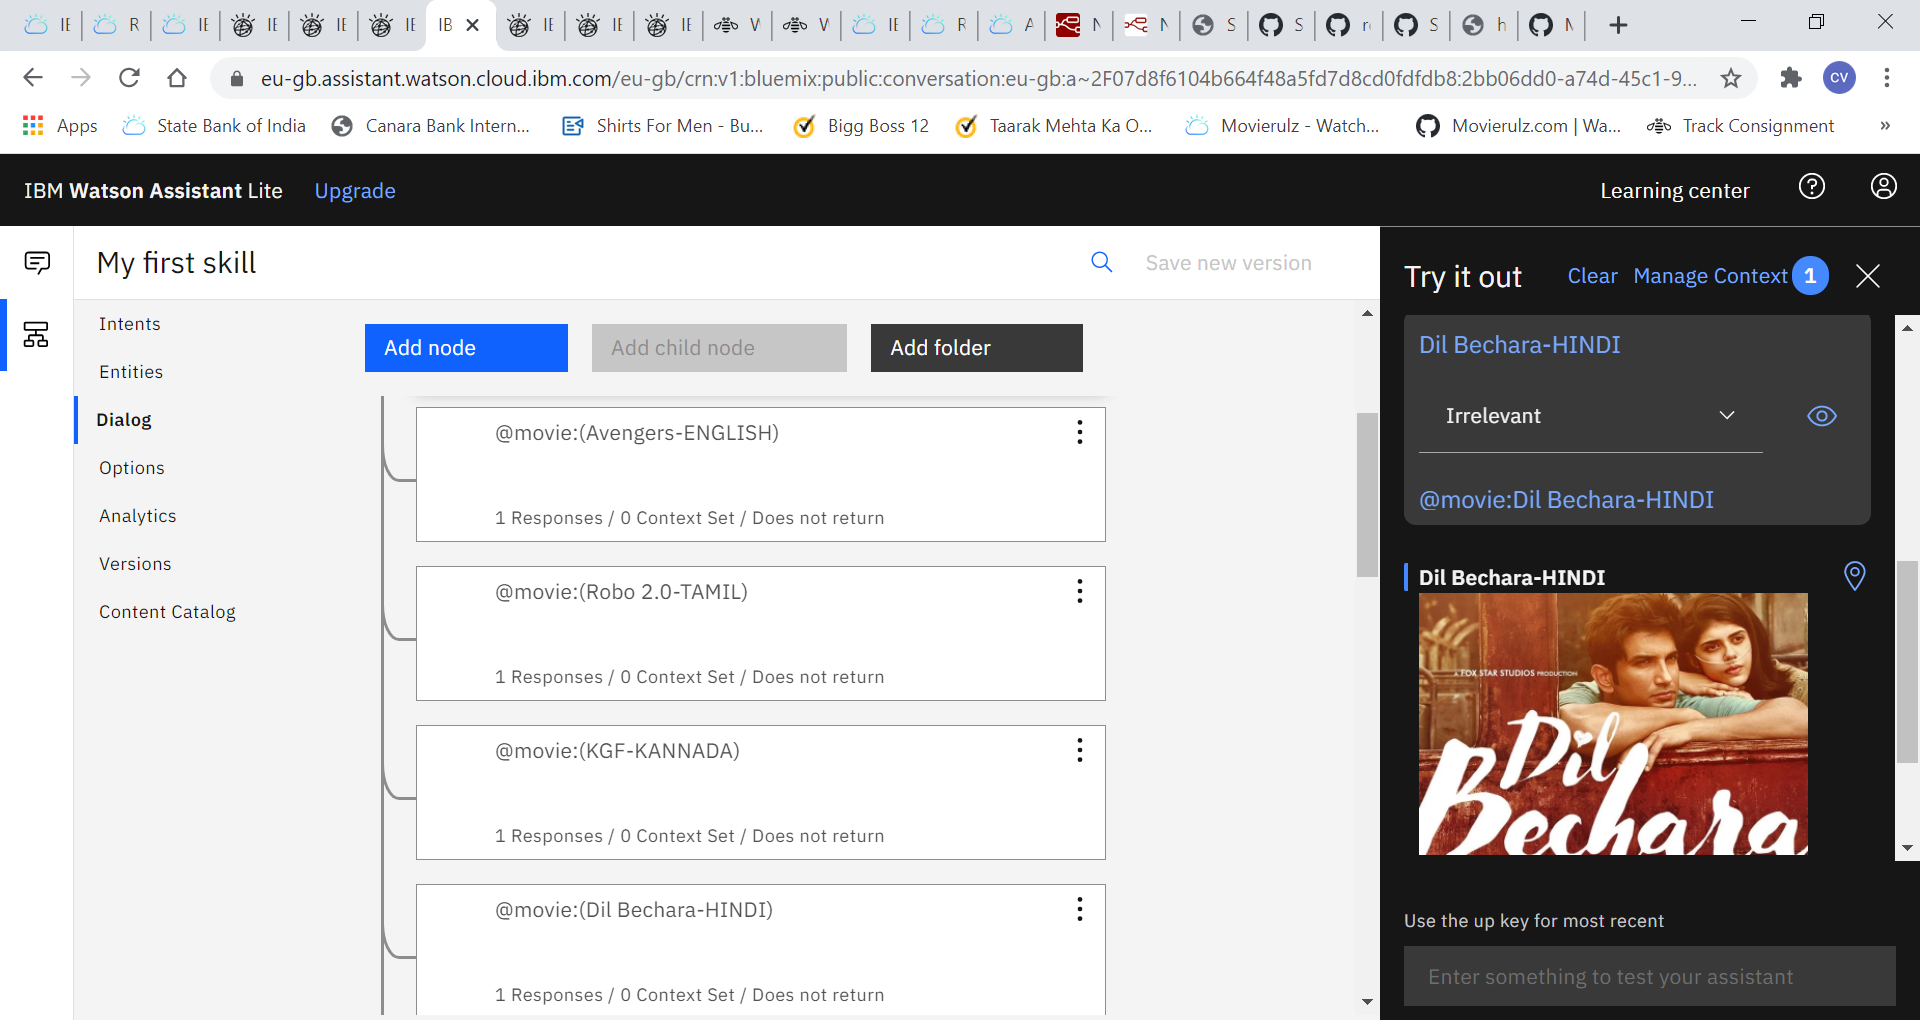 IE
R
IE
IE
IE
IE
IB
IE
IE
IE
W
W
IE
R
A
N
N
S
S
re
S
h
M
eu-gb.assistant.watson.cloud.ibm.com/eu-gb/crn:v1:bluemix:public:conversation:eu-gb:a~2F07d8f6104b664f48a5fd7d8cd0fdfdb8:2bb06dd0-a74d-45c1-9...
CV
Apps
State Bank of India
Canara Bank Intern...
Shirts For Men - Bu...
Bigg Boss 12
Taarak Mehta Ka O...
Movierulz - Watch...
Movierulz.com | Wa...
Track Consignment
»
IBM Watson Assistant Lite
Upgrade
Learning center
My first skill
Save new version
Try it out
Clear
Manage Context
1
Intents
Entities
Dialog
Options
Analytics
Versions
Content Catalog
Add node
Add child node
Add folder
@movie:(Avengers-ENGLISH)
1 Responses / 0 Context Set / Does not return
@movie:(Robo 2.0-TAMIL)
1 Responses / 0 Context Set / Does not return
@movie:(KGF-KANNADA)
1 Responses / 0 Context Set / Does not return
@movie:(Dil Bechara-HINDI)
1 Responses / 0 Context Set / Does not return
Dil Bechara-HINDI
Irrelevant
@movie:Dil Bechara-HINDI
Dil Bechara-HINDI
A FOX STAR STUDIOS PRODUCTION
Dil
Bechara
Use the up key for most recent
Enter something to test your assistant